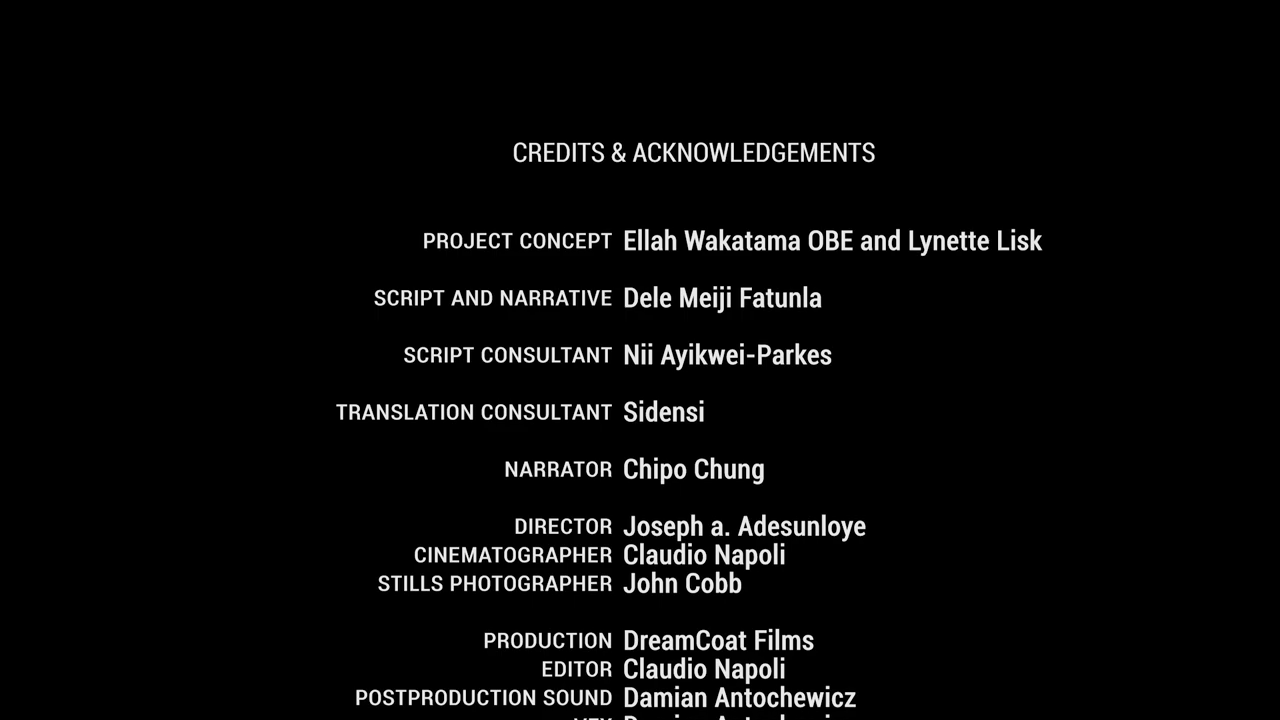 CREDITS & ACKNOWLEDGEMENTS
PROJECT CONCEPT Ellah Wakatama OBE and Lynette Lisk
SCRIPT AND NARRATIVE Dele Meiji Fatunla
SCRIPT CONSULTANT Nii Ayikwei-Parkes
TRANSLATION CONSULTANT Sidensi
NARRATOR Chipo Chung
DIRECTOR Joseph a. Adesunloye
CINEMATOGRAPHER Claudio Napoli
STILLS PHOTOGRAPHER John Cobb
PRODUCTION DreamCoat Films
EDITOR Claudio Napoli
POSTPRODUCTION SOUND Damian Antochewicz